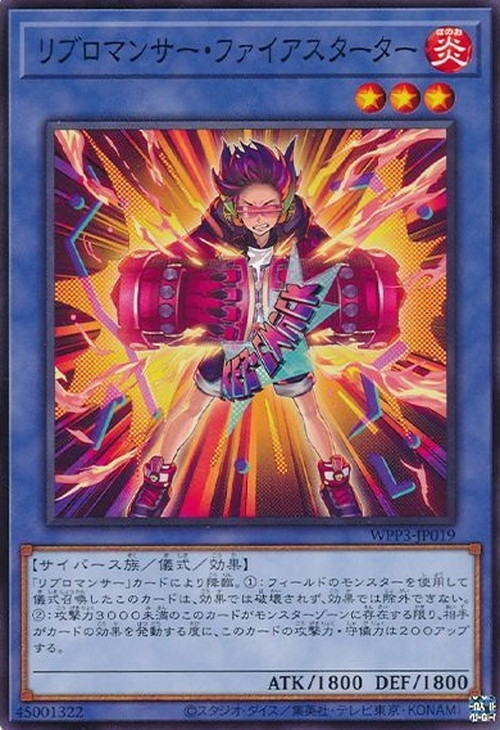 リブロマンサー・ファイアスターター
ほのお
炎
KER-SMACK
WPP3-JP019
【サイバース族／儀式／効果】
「リブロマンサー」カードにより降臨。①：フィールドのモンスターを使用して
儀式召喚したこのカードは、効果では破壊されず、効果では除外できない。
②：攻撃力３０００未満のこのカードがモンスターゾーンに存在する限り、相手
がカードの効果を発動する度に、このカードの攻撃力・守備力は２００アップ
する。
ATK/1800 DEF/1800
45001322
©スタジオ・ダイス／集英社・テレビ東京・KONAMI